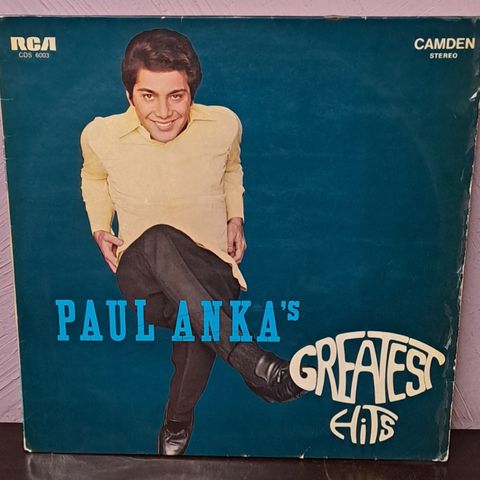 RCA
CDS 6003
CAMDEN
STEREO
PAUL ANKA's
GREATEST
HiTS